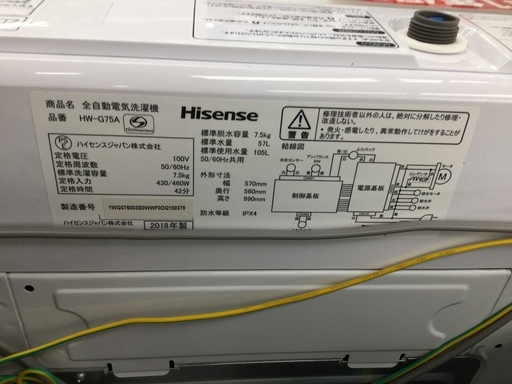 商品名 全自動電気洗濯機
品番 HW-G75A
Hisense
ハイセンスジャパン株式会社
定格電圧 100V
定格周波数 50/60Hz
標準洗濯容量 7.5kg
定格入力 430/460W
定格時間 42分
製造番号
ハイセンスジャパン株式会社 2018年製
標準脱水容量 7.5kg
標準水量 57L
標準使用水量 105L
50/60Hz共用
外形寸法
幅 570mm
奥行 560mm
高さ 990mm
防水等級 IPX4
警告
修理技術者以外の人は、絶対に分解したり修理・改造しない。
発火・感電したり、異常動作してけがをする
結線図
制御基板
電源基板
M